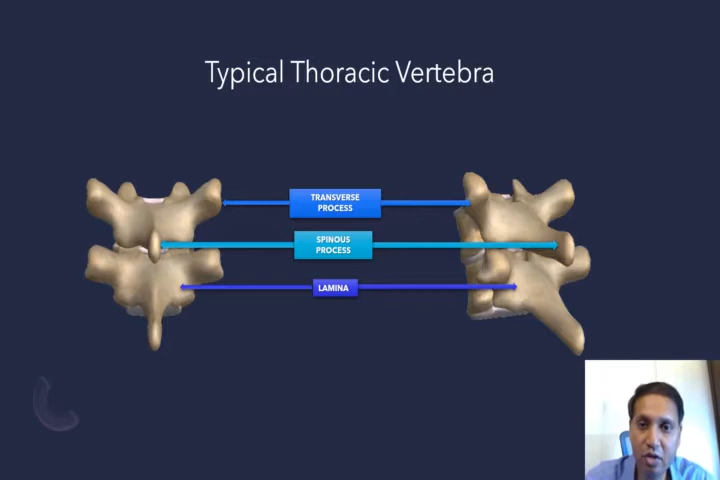 Typical Thoracic Vertebra
TRANSVERSE
PROCESS
SPINOUS
PROCESS
LAMINA